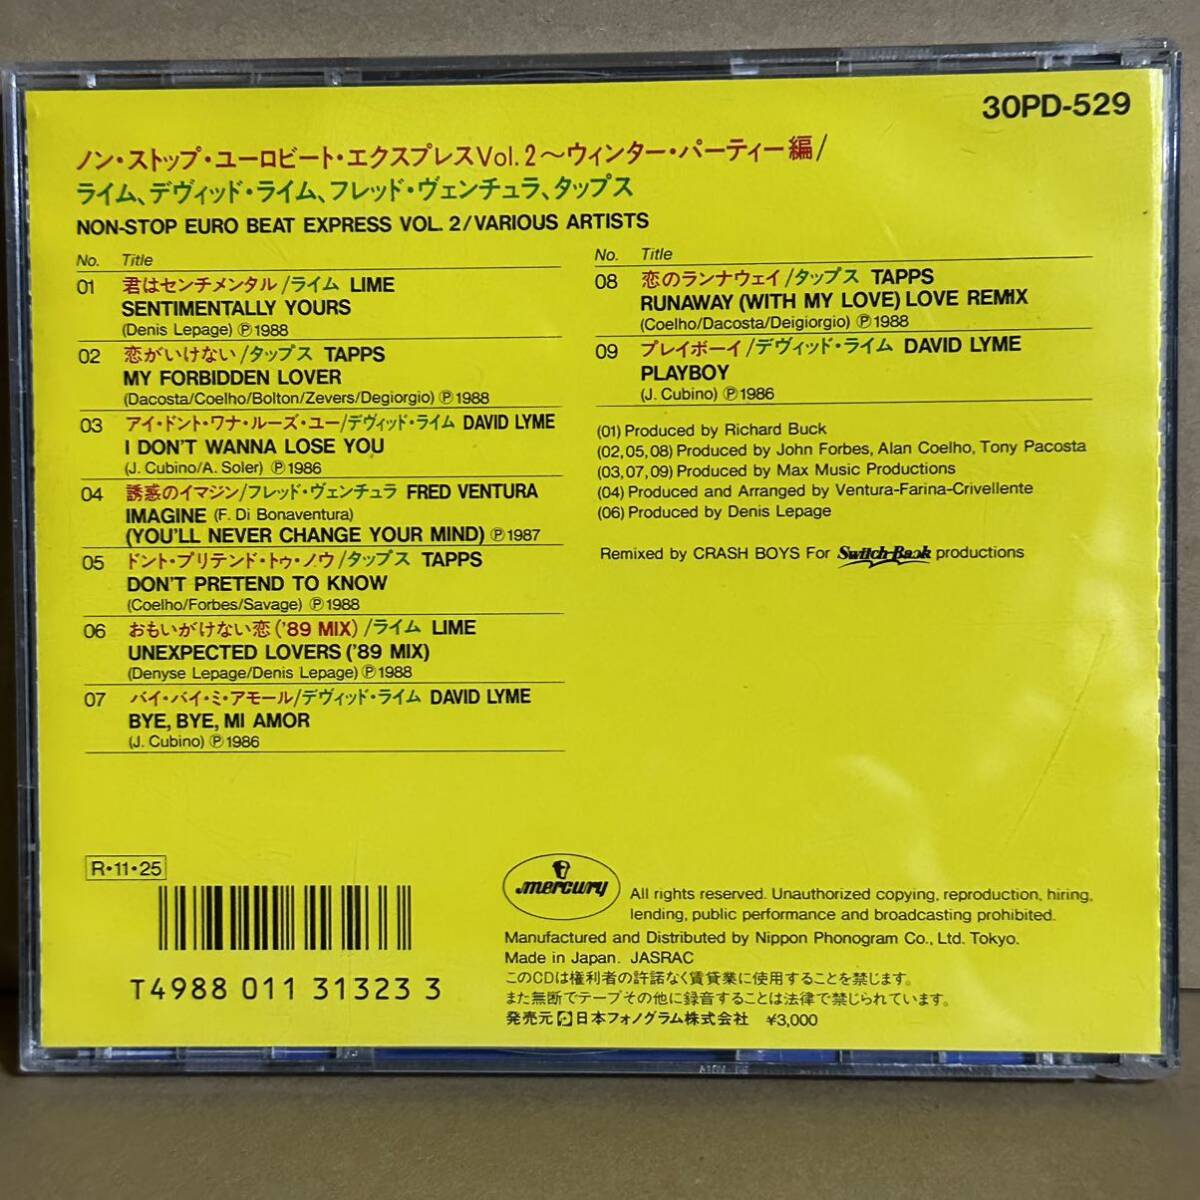 30PD-529
ノン・ストップ・ユーロビート・エクスプレスVol.2〜ウィンター・パーティー編/
ライム、デヴィッド・ライム、フレッド・ヴェンチュラ、タップス
NON-STOP EURO BEAT EXPRESS VOL. 2/VARIOUS ARTISTS
No. Title
01 君はセンチメンタル/ライム LIME
SENTIMENTALLY YOURS
(Denis Lepage) Ⓟ1988
02 恋がいけない/タップス TAPPS
MY FORBIDDEN LOVER
(Dacosta/Coelho/Bolton/Zevers/Degiorgio) Ⓟ1988
03 アイ・ドント・ワナ・ルーズ・ユー/デヴィッド・ライム DAVID LYME
I DON'T WANNA LOSE YOU
(J. Cubino/A. Soler) Ⓟ1986
04 誘惑のイマジン/フレッド・ヴェンチュラ FRED VENTURA
IMAGINE (F. Di Bonaventura)
(YOU'LL NEVER CHANGE YOUR MIND) Ⓟ1987
05 ドント・プリテンド・トゥ・ノウ/タップス TAPPS
DON'T PRETEND TO KNOW
(Coelho/Forbes/Savage) Ⓟ1988
06 おもいがけない恋('89 MIX)/ライム LIME
UNEXPECTED LOVERS ('89 MIX)
(Denyse Lepage/Denis Lepage) Ⓟ1988
07 バイ・バイ・ミ・アモール/デヴィッド・ライム DAVID LYME
BYE, BYE, MI AMOR
(J. Cubino) Ⓟ1986
No. Title
08 恋のランナウェイ/タップス TAPPS
RUNAWAY (WITH MY LOVE) LOVE REMIX
(Coelho/Dacosta/Deigiorgio) Ⓟ1988
09 プレイボーイ/デヴィッド・ライム DAVID LYME
PLAYBOY
(J. Cubino) Ⓟ1986
(01) Produced by Richard Buck
(02,05,08) Produced by John Forbes, Alan Coelho, Tony Pacosta
(03,07,09) Produced by Max Music Productions
(04) Produced and Arranged by Ventura-Farina-Crivellente
(06) Produced by Denis Lepage
Remixed by CRASH BOYS For Switch Back productions
R・11・25
T4988 011 31323 3
mercury
All rights reserved. Unauthorized copying, reproduction, hiring,
lending, public performance and broadcasting prohibited.
Manufactured and Distributed by Nippon Phonogram Co., Ltd. Tokyo.
Made in Japan. JASRAC
このCDは権利者の許諾なく賃貸業に使用することを禁じます。
また無断でテープその他に録音することは法律で禁じられています。
発売元 日本フォノグラム株式会社 ¥3,000